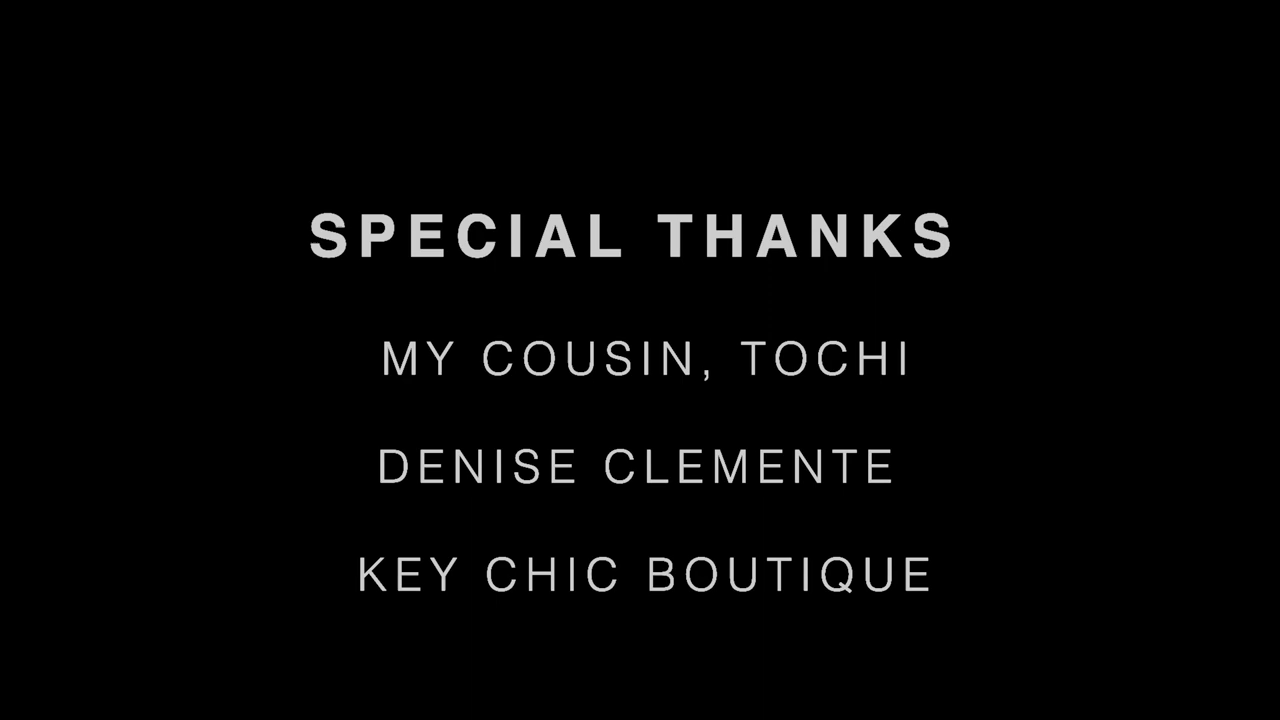 SPECIAL THANKS
MY COUSIN, TOCHI
DENISE CLEMENTE
KEY CHIC BOUTIQUE